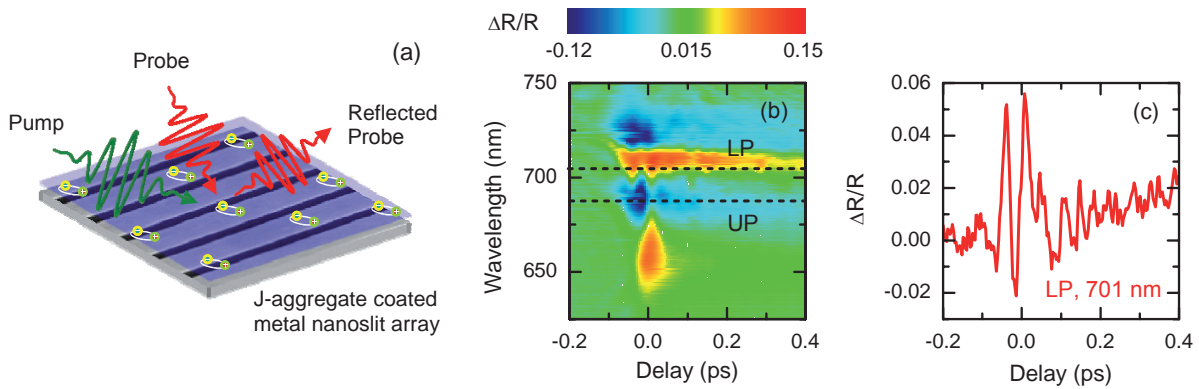 (a)
Probe
Pump
Reflected
Probe
J-aggregate coated
metal nanoslit array
ΔR/R
-0.12 0.015 0.15
(b)
Wavelength (nm)
750
700
650
LP
UP
-0.2 0.0 0.2 0.4
Delay (ps)
(c)
ΔR/R
0.06
0.04
0.02
0.00
-0.02
LP, 701 nm
-0.2 0.0 0.2 0.4
Delay (ps)